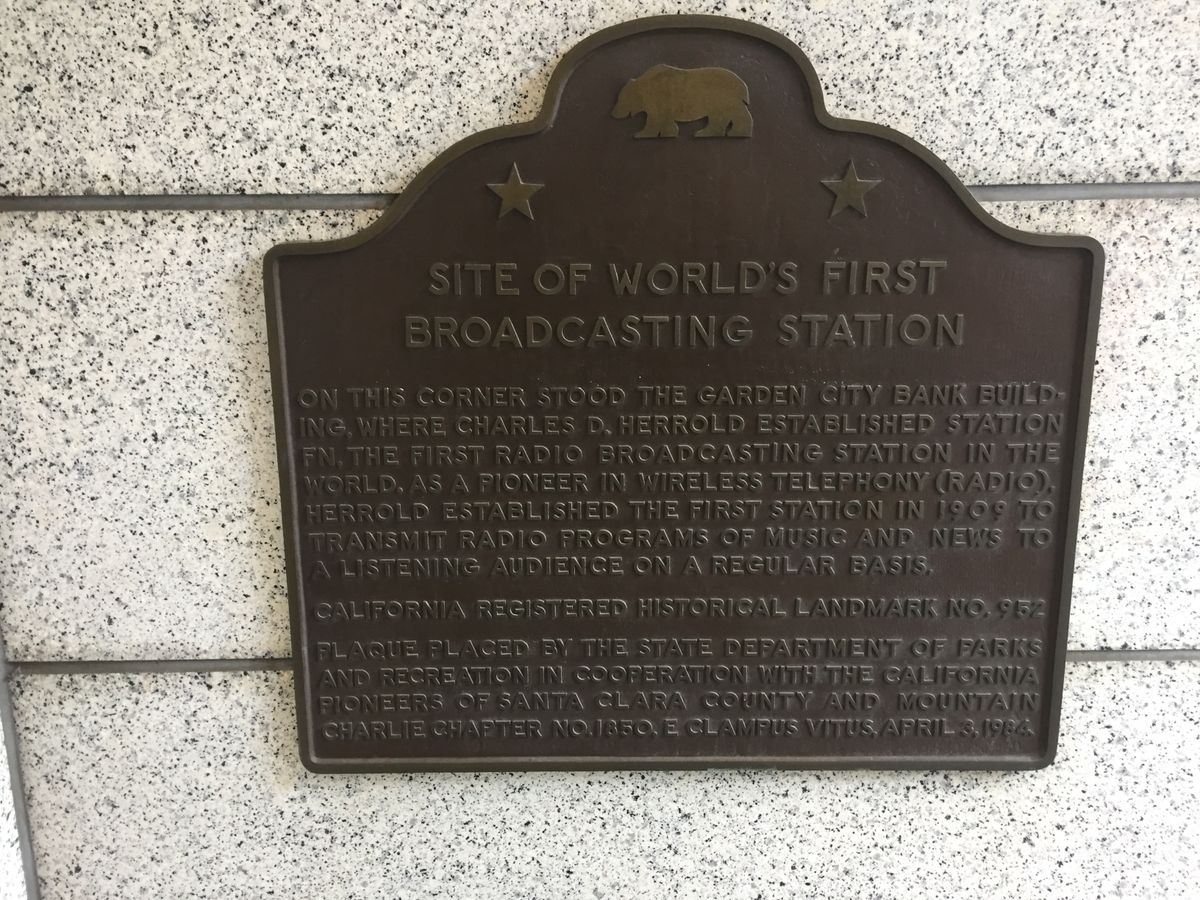 SITE OF WORLD'S FIRST
BROADCASTING STATION
ON THIS CORNER STOOD THE GARDEN CITY BANK BUILD-
ING, WHERE CHARLES D. HERROLD ESTABLISHED STATION
FN, THE FIRST RADIO BROADCASTING STATION IN THE
WORLD. AS A PIONEER IN WIRELESS TELEPHONY (RADIO),
HERROLD ESTABLISHED THE FIRST STATION IN 1909 TO
TRANSMIT RADIO PROGRAMS OF MUSIC AND NEWS TO
A LISTENING AUDIENCE ON A REGULAR BASIS.
CALIFORNIA REGISTERED HISTORICAL LANDMARK NO. 952
PLAQUE PLACED BY THE STATE DEPARTMENT OF PARKS
AND RECREATION IN COOPERATION WITH THE CALIFORNIA
PIONEERS OF SANTA CLARA COUNTY AND MOUNTAIN
CHARLIE CHAPTER NO. 1850, E CLAMPUS VITUS, APRIL 3, 1984.